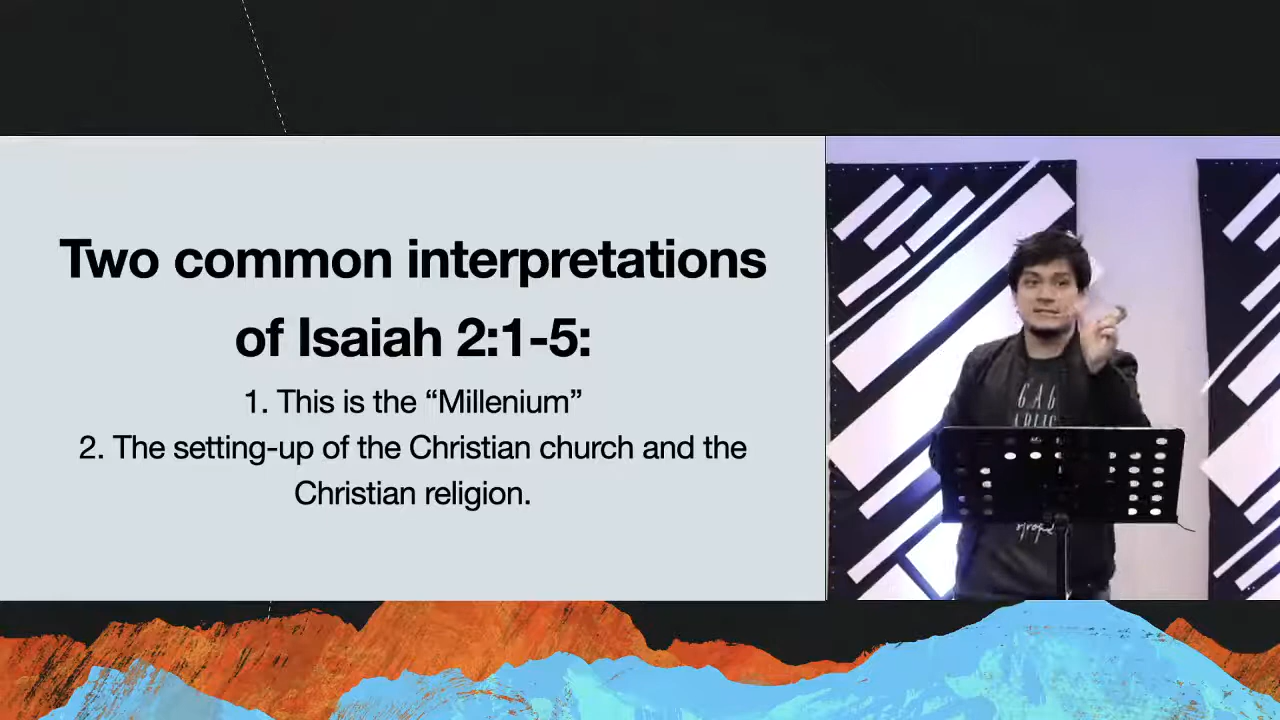 Two common interpretations
of Isaiah 2:1-5:
1. This is the “Millenium”
2. The setting-up of the Christian church and the
Christian religion.